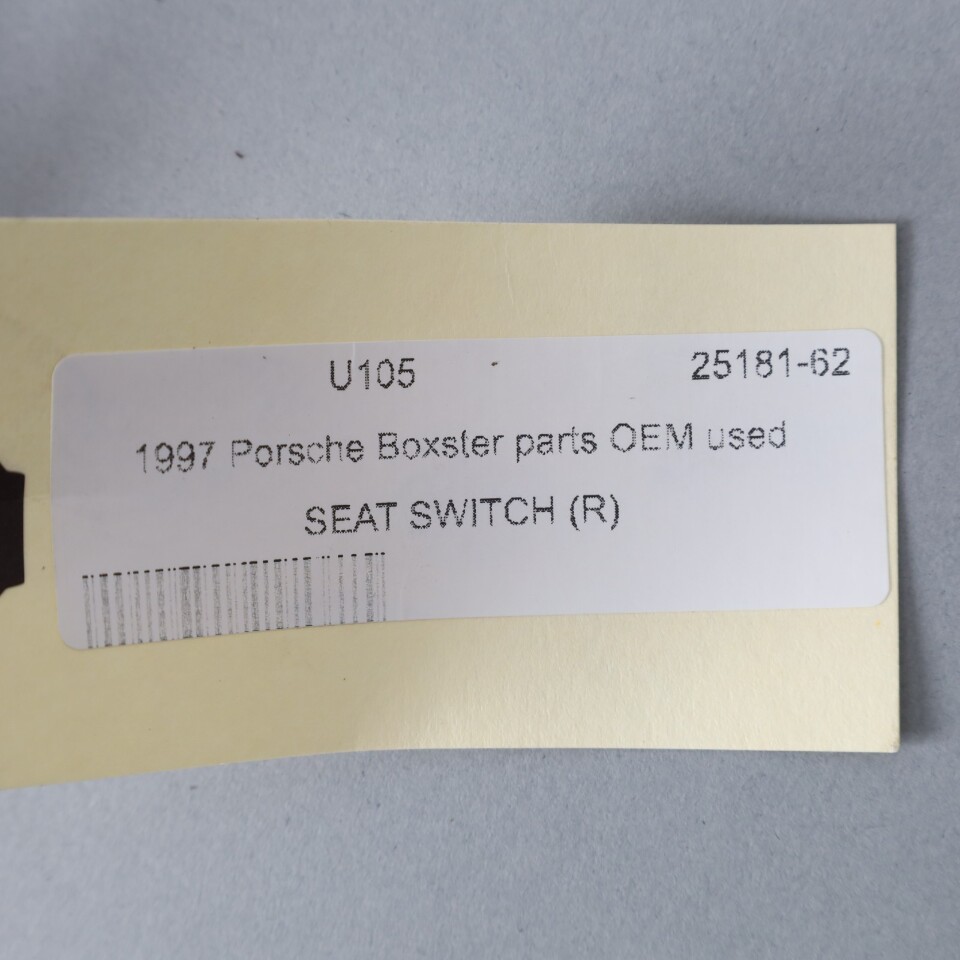 U105 25181-62
1997 Porsche Boxster parts OEM used
SEAT SWITCH (R)